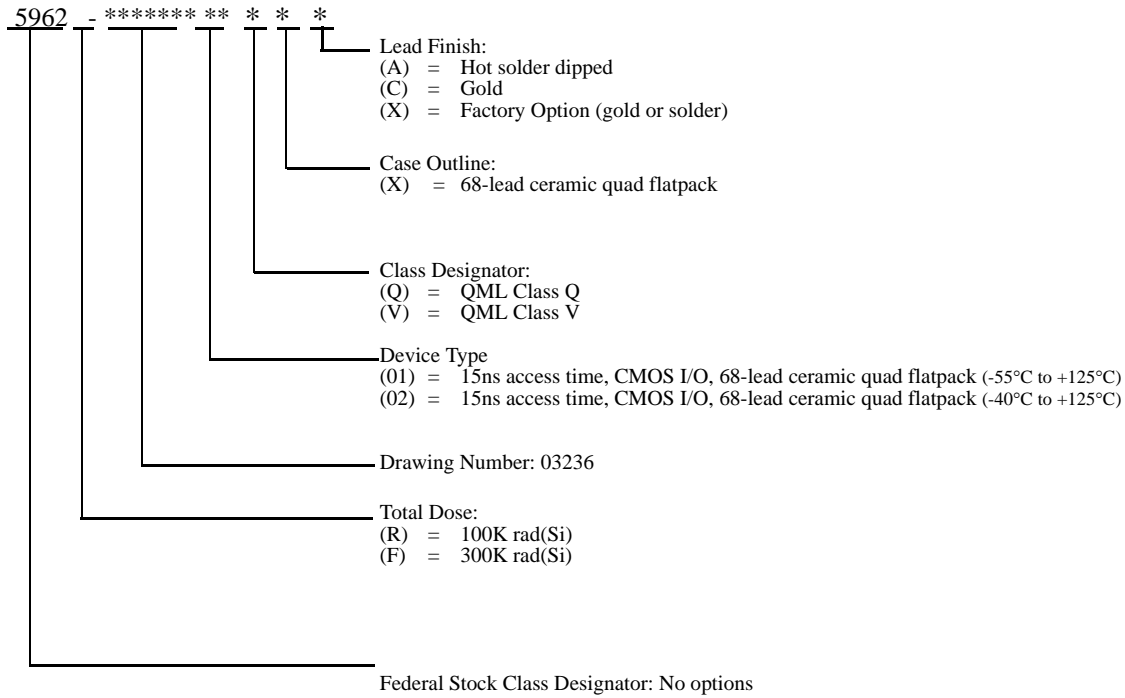 5962 - ******* ** * * *
Lead Finish:
(A) = Hot solder dipped
(C) = Gold
(X) = Factory Option (gold or solder)
Case Outline:
(X) = 68-lead ceramic quad flatpack
Class Designator:
(Q) = QML Class Q
(V) = QML Class V
Device Type
(01) = 15ns access time, CMOS I/O, 68-lead ceramic quad flatpack (-55°C to +125°C)
(02) = 15ns access time, CMOS I/O, 68-lead ceramic quad flatpack (-40°C to +125°C)
Drawing Number: 03236
Total Dose:
(R) = 100K rad(Si)
(F) = 300K rad(Si)
Federal Stock Class Designator: No options